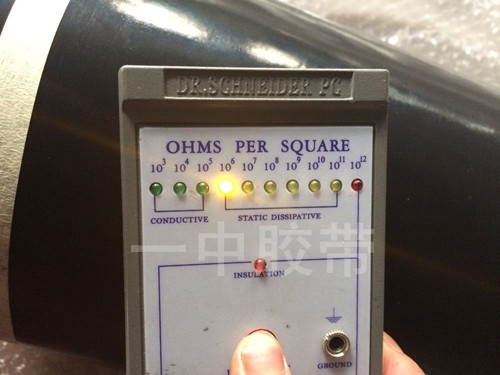 DR.SCHNEIDER PC
OHMS PER SQUARE
10³ 10⁴ 10⁵ 10⁶ 10⁷ 10⁸ 10⁹ 10¹⁰ 10¹¹ 10¹²
CONDUCTIVE STATIC DISSIPATIVE
一中胶带
INSULATION
GROUND